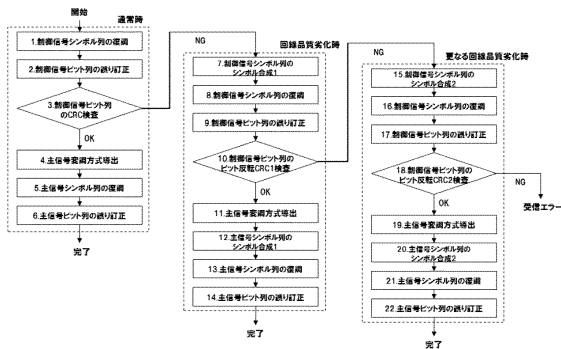 開始
通常時
1.制御信号シンボル列の復調
2.制御信号ビット列の誤り訂正
3.制御信号ビット列
のCRC検査
OK
4.主信号変調方式導出
5.主信号シンボル列の復調
6.主信号ビット列の誤り訂正
完了
NG
回線品質劣化時
7.制御信号シンボル列の
シンボル合成1
8.制御信号シンボル列の復調
9.制御信号ビット列の誤り訂正
10.制御信号ビット列の
ビット反転CRC1検査
OK
11.主信号変調方式導出
12.主信号シンボル列の
シンボル合成1
13.主信号シンボル列の復調
14.主信号ビット列の誤り訂正
完了
NG
更なる回線品質劣化時
15.制御信号シンボル列の
シンボル合成2
16.制御信号シンボル列の復調
17.制御信号ビット列の誤り訂正
18.制御信号ビット列の
ビット反転CRC2検査
NG
受信エラー
OK
19.主信号変調方式導出
20.主信号シンボル列の
シンボル合成2
21.主信号シンボル列の復調
22.主信号ビット列の誤り訂正
完了